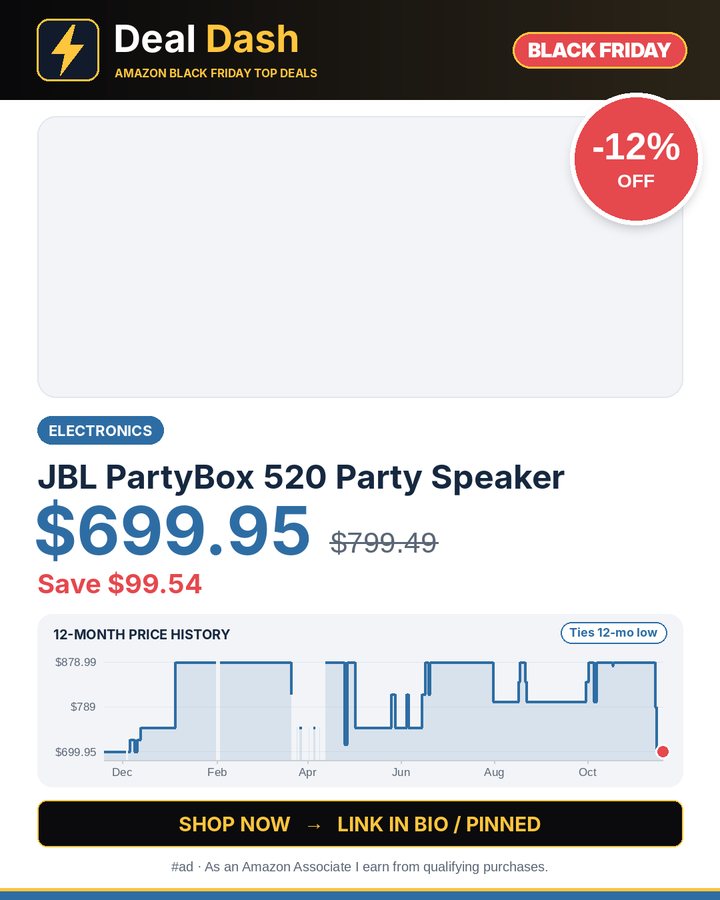 Deal Dash
AMAZON BLACK FRIDAY TOP DEALS
BLACK FRIDAY
-12%
OFF
ELECTRONICS
JBL PartyBox 520 Party Speaker
$699.95 $799.49
Save $99.54
12-MONTH PRICE HISTORY
Ties 12-mo low
$878.99
$789
$699.95
Dec Feb Apr Jun Aug Oct
SHOP NOW → LINK IN BIO / PINNED
#ad · As an Amazon Associate I earn from qualifying purchases.